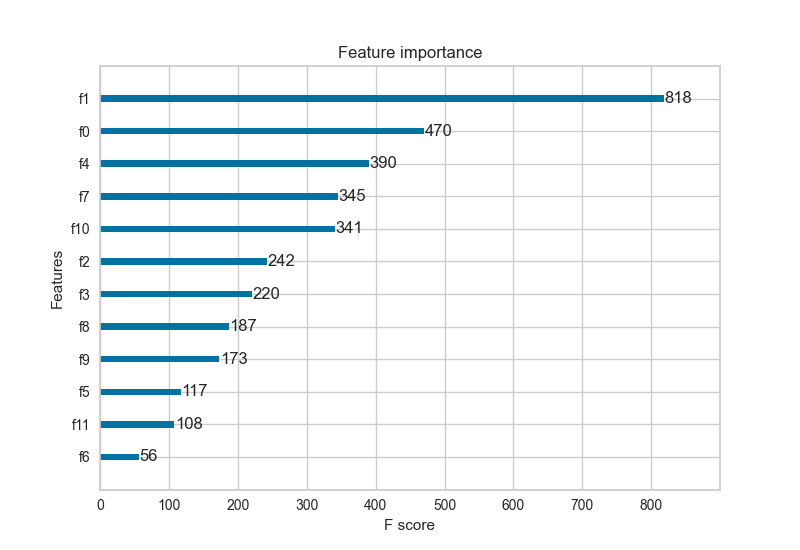 Feature importance
f1 818
f0 470
f4 390
f7 345
f10 341
f2 242
f3 220
f8 187
f9 173
f5 117
f11 108
f6 56
Features
0 100 200 300 400 500 600 700 800
F score